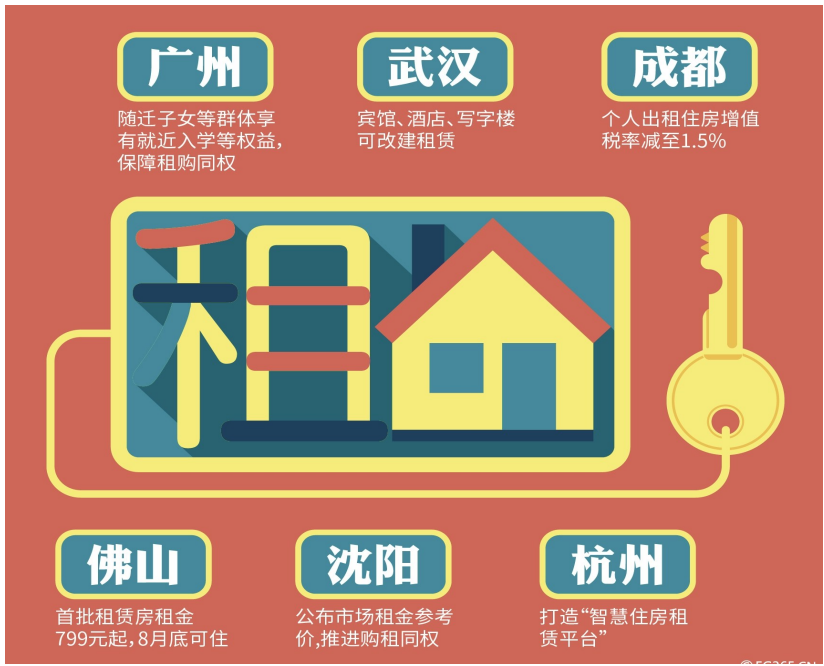 广州
随迁子女等群体享
有就近入学等权益，
保障租购同权
武汉
宾馆、酒店、写字楼
可改建租赁
成都
个人出租住房增值
税率减至1.5%
租
佛山
首批租赁房租金
799元起，8月底可住
沈阳
公布市场租金参考
价,推进购租同权
杭州
打造“智慧住房租
赁平台”